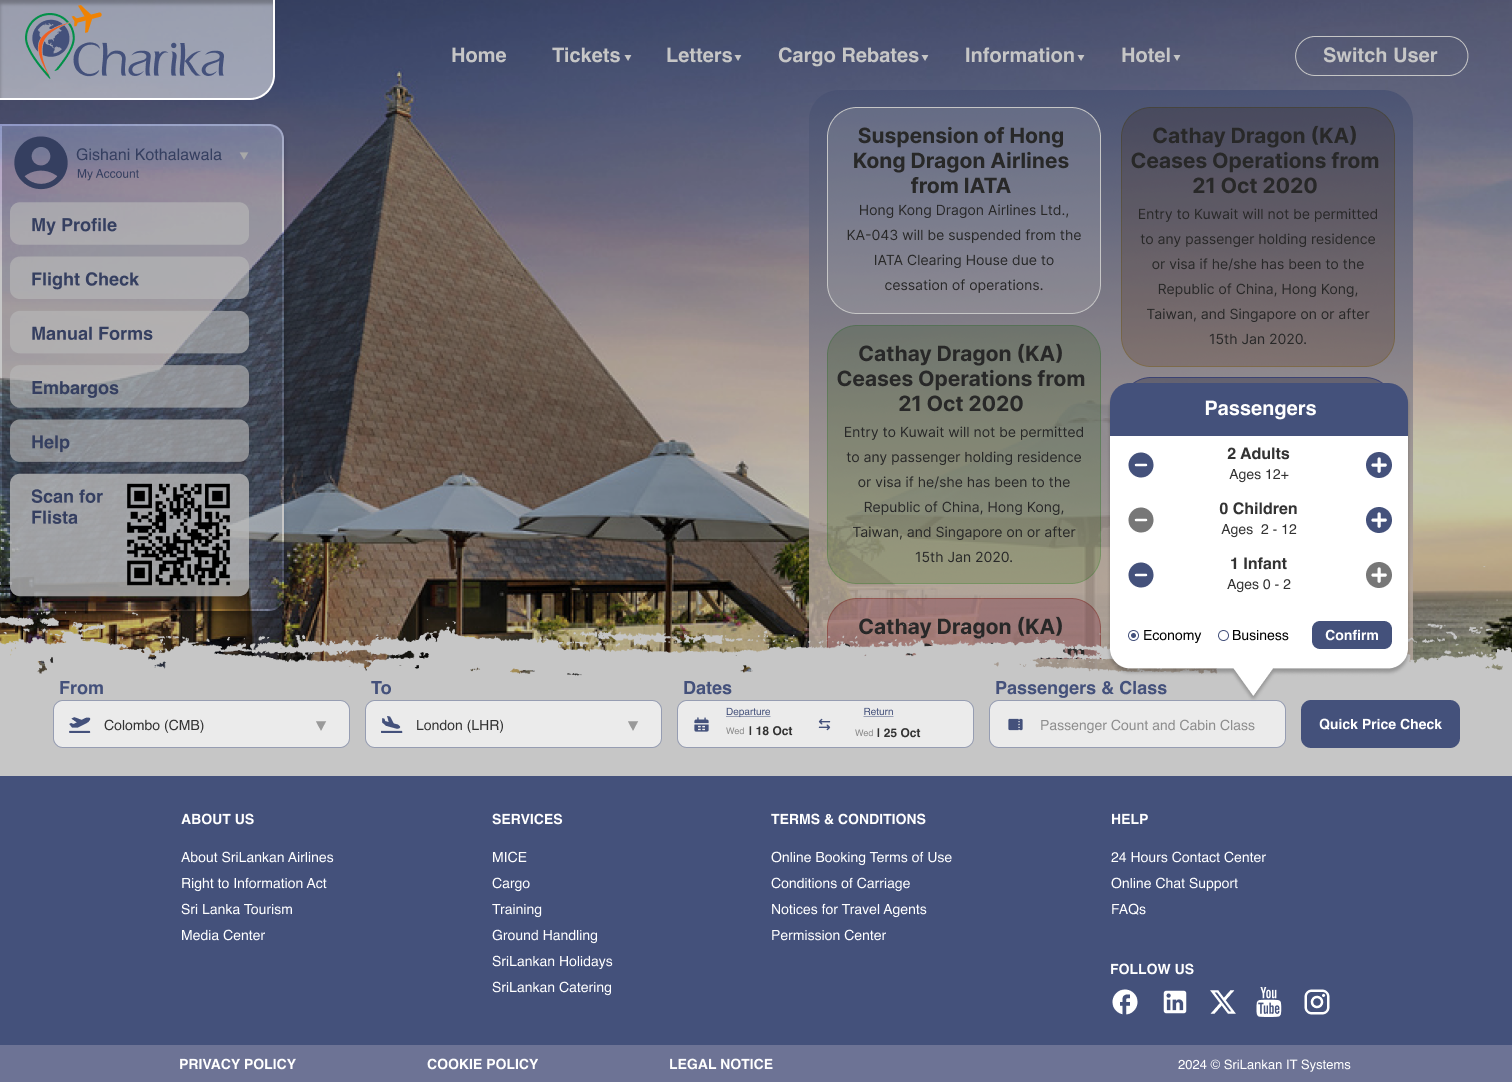 Charika
Home
Tickets
Letters
Cargo Rebates
Information
Hotel
Switch User
Gishani Kothalawala
My Account
My Profile
Flight Check
Manual Forms
Embargos
Help
Scan for
Flista
Suspension of Hong
Kong Dragon Airlines
from IATA
Hong Kong Dragon Airlines Ltd.,
KA-043 will be suspended from the
IATA Clearing House due to
cessation of operations.
Cathay Dragon (KA)
Ceases Operations from
21 Oct 2020
Entry to Kuwait will not be permitted
to any passenger holding residence
or visa if he/she has been to the
Republic of China, Hong Kong,
Taiwan, and Singapore on or after
15th Jan 2020.
Cathay Dragon (KA)
Cathay Dragon (KA)
Ceases Operations from
21 Oct 2020
Entry to Kuwait will not be permitted
to any passenger holding residence
or visa if he/she has been to the
Republic of China, Hong Kong,
Taiwan, and Singapore on or after
15th Jan 2020.
Passengers
2 Adults
Ages 12+
0 Children
Ages 2 - 12
1 Infant
Ages 0 - 2
Economy
Business
Confirm
From
Colombo (CMB)
To
London (LHR)
Dates
Departure
Wed | 18 Oct
Return
Wed | 25 Oct
Passengers & Class
Passenger Count and Cabin Class
Quick Price Check
ABOUT US
About SriLankan Airlines
Right to Information Act
Sri Lanka Tourism
Media Center
SERVICES
MICE
Cargo
Training
Ground Handling
SriLankan Holidays
SriLankan Catering
TERMS & CONDITIONS
Online Booking Terms of Use
Conditions of Carriage
Notices for Travel Agents
Permission Center
HELP
24 Hours Contact Center
Online Chat Support
FAQs
FOLLOW US
You
Tube
PRIVACY POLICY
COOKIE POLICY
LEGAL NOTICE
2024 © SriLankan IT Systems